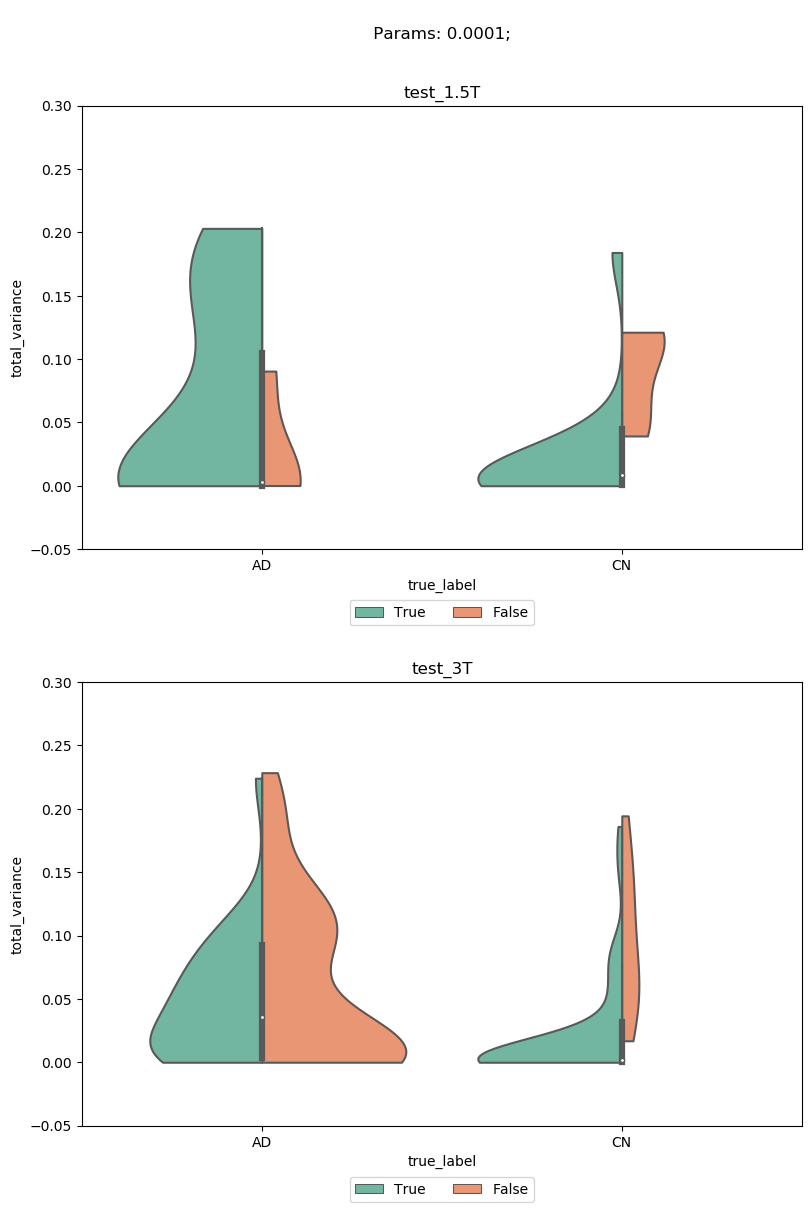 Params: 0.0001;
test_1.5T
0.30
0.25
0.20
0.15
0.10
0.05
0.00
−0.05
total_variance
AD CN
true_label
True False
test_3T
0.30
0.25
0.20
0.15
0.10
0.05
0.00
−0.05
total_variance
AD CN
true_label
True False